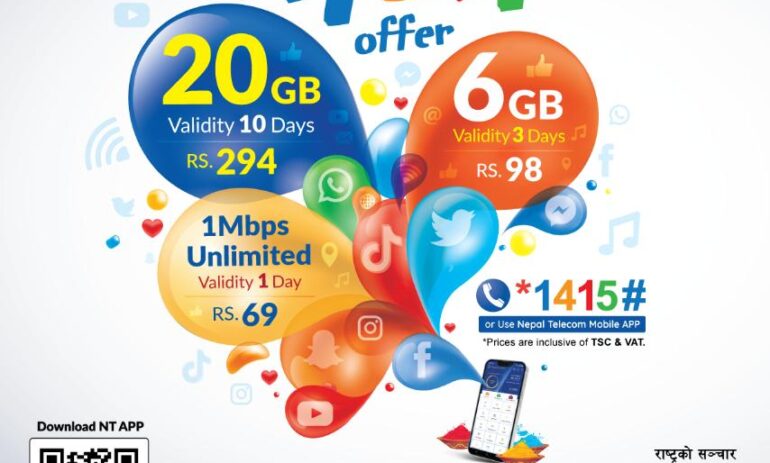 offer
20GB
Validity 10 Days
RS. 294
6GB
Validity 3 Days
RS. 98
1Mbps
Unlimited
Validity 1 Day
RS. 69
*1415#
or Use Nepal Telecom Mobile APP
*Prices are inclusive of TSC & VAT.
Download NT APP
राष्ट्रको सञ्चार